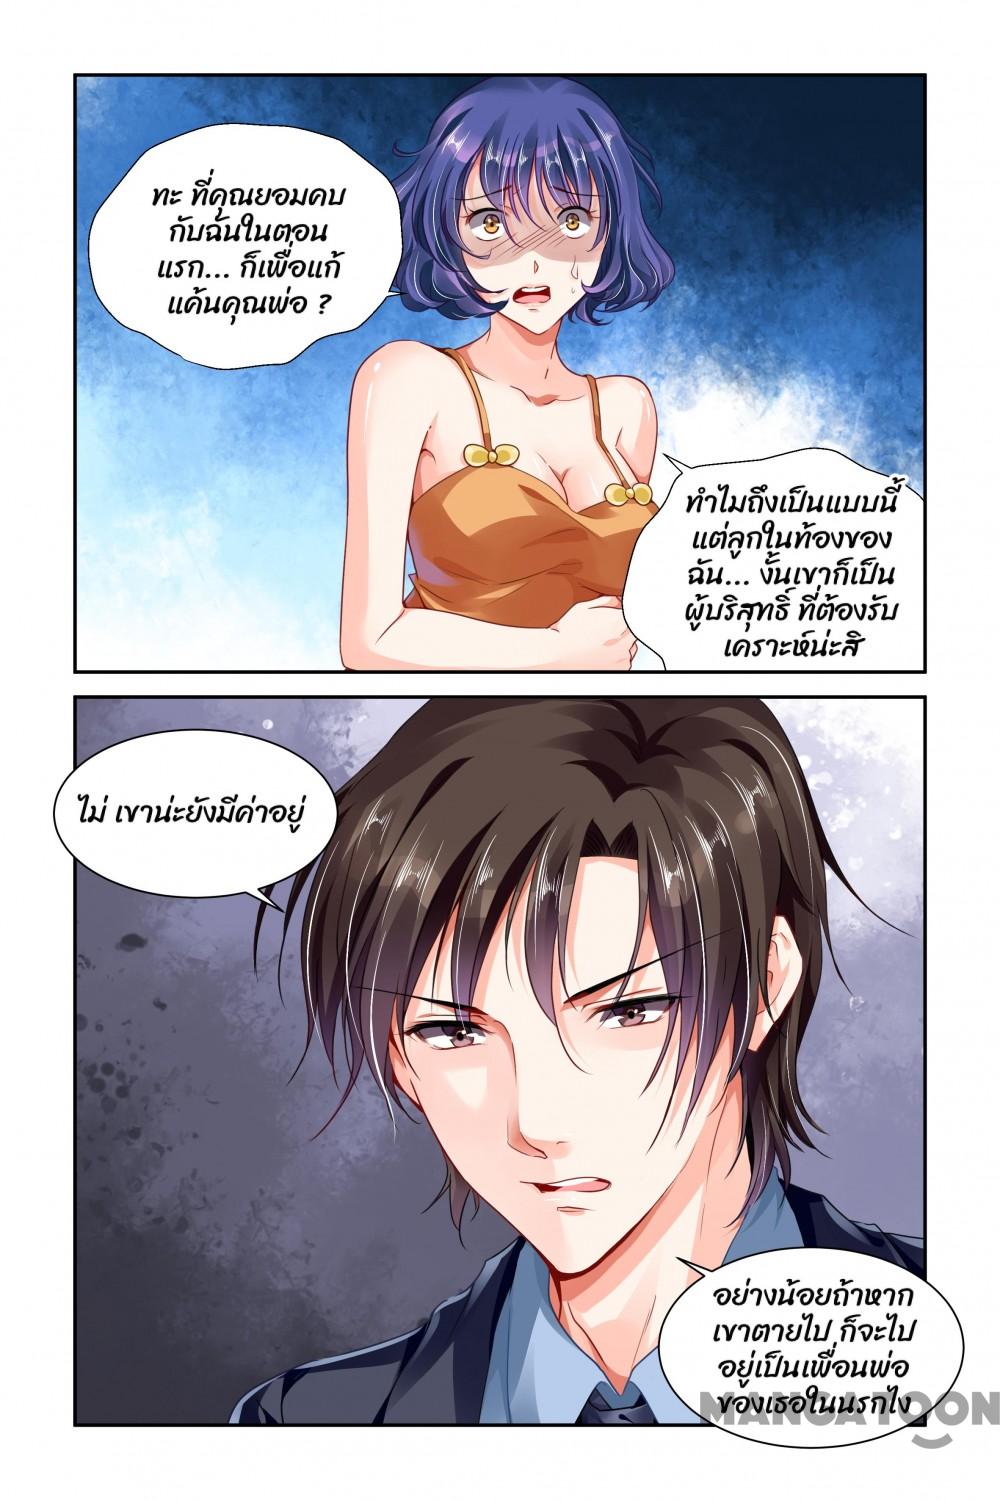 ทะ ที่คุณยอมคบ
กับฉันในตอน
แรก... ก็เพื่อแก้
แค้นคุณพ่อ ?
ทำไมถึงเป็นแบบนี้
แต่ลูกในท้องของ
ฉัน... งั้นเขาก็เป็น
ผู้บริสุทธิ์ ที่ต้องรับ
เคราะห์น่ะสิ
ไม่ เขาน่ะยังมีค่าอยู่
อย่างน้อยถ้าหาก
เขาตายไป ก็จะไป
อยู่เป็นเพื่อนพ่อ
ของเธอในนรกไง
MANGATOON